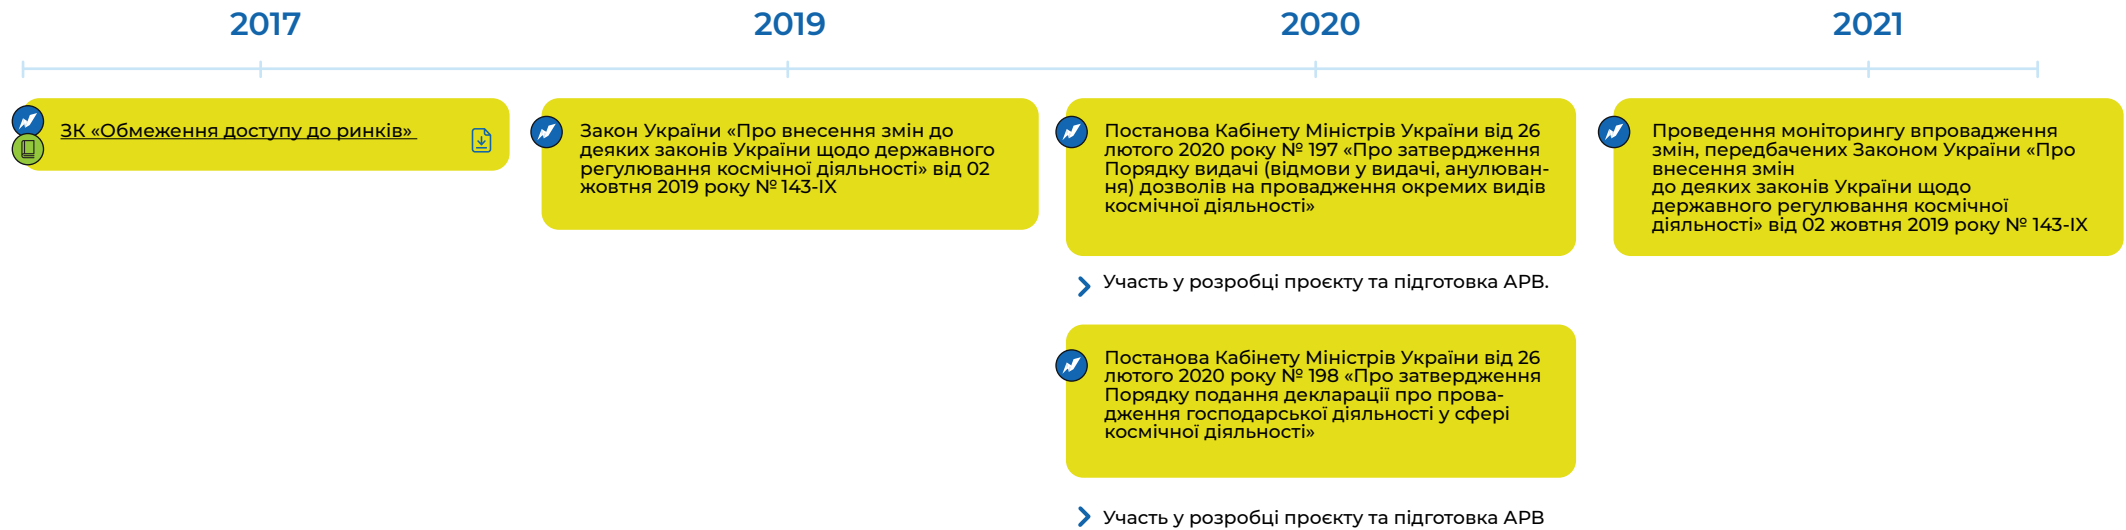 2017
2019
2020
2021
ЗК «Обмеження доступу до ринків»
Закон України «Про внесення змін до
деяких законів України щодо державного
регулювання космічної діяльності» від 02
жовтня 2019 року № 143-IX
Постанова Кабінету Міністрів України від 26
лютого 2020 року № 197 «Про затвердження
Порядку видачі (відмови у видачі, анулюван-
ня) дозволів на провадження окремих видів
космічної діяльності»
Участь у розробці проєкту та підготовка АРВ.
Постанова Кабінету Міністрів України від 26
лютого 2020 року № 198 «Про затвердження
Порядку подання декларації про прова-
дження господарської діяльності у сфері
космічної діяльності»
Участь у розробці проєкту та підготовка АРВ
Проведення моніторингу впровадження
змін, передбачених Законом України «Про
внесення змін
до деяких законів України щодо
державного регулювання космічної
діяльності» від 02 жовтня 2019 року № 143-IX